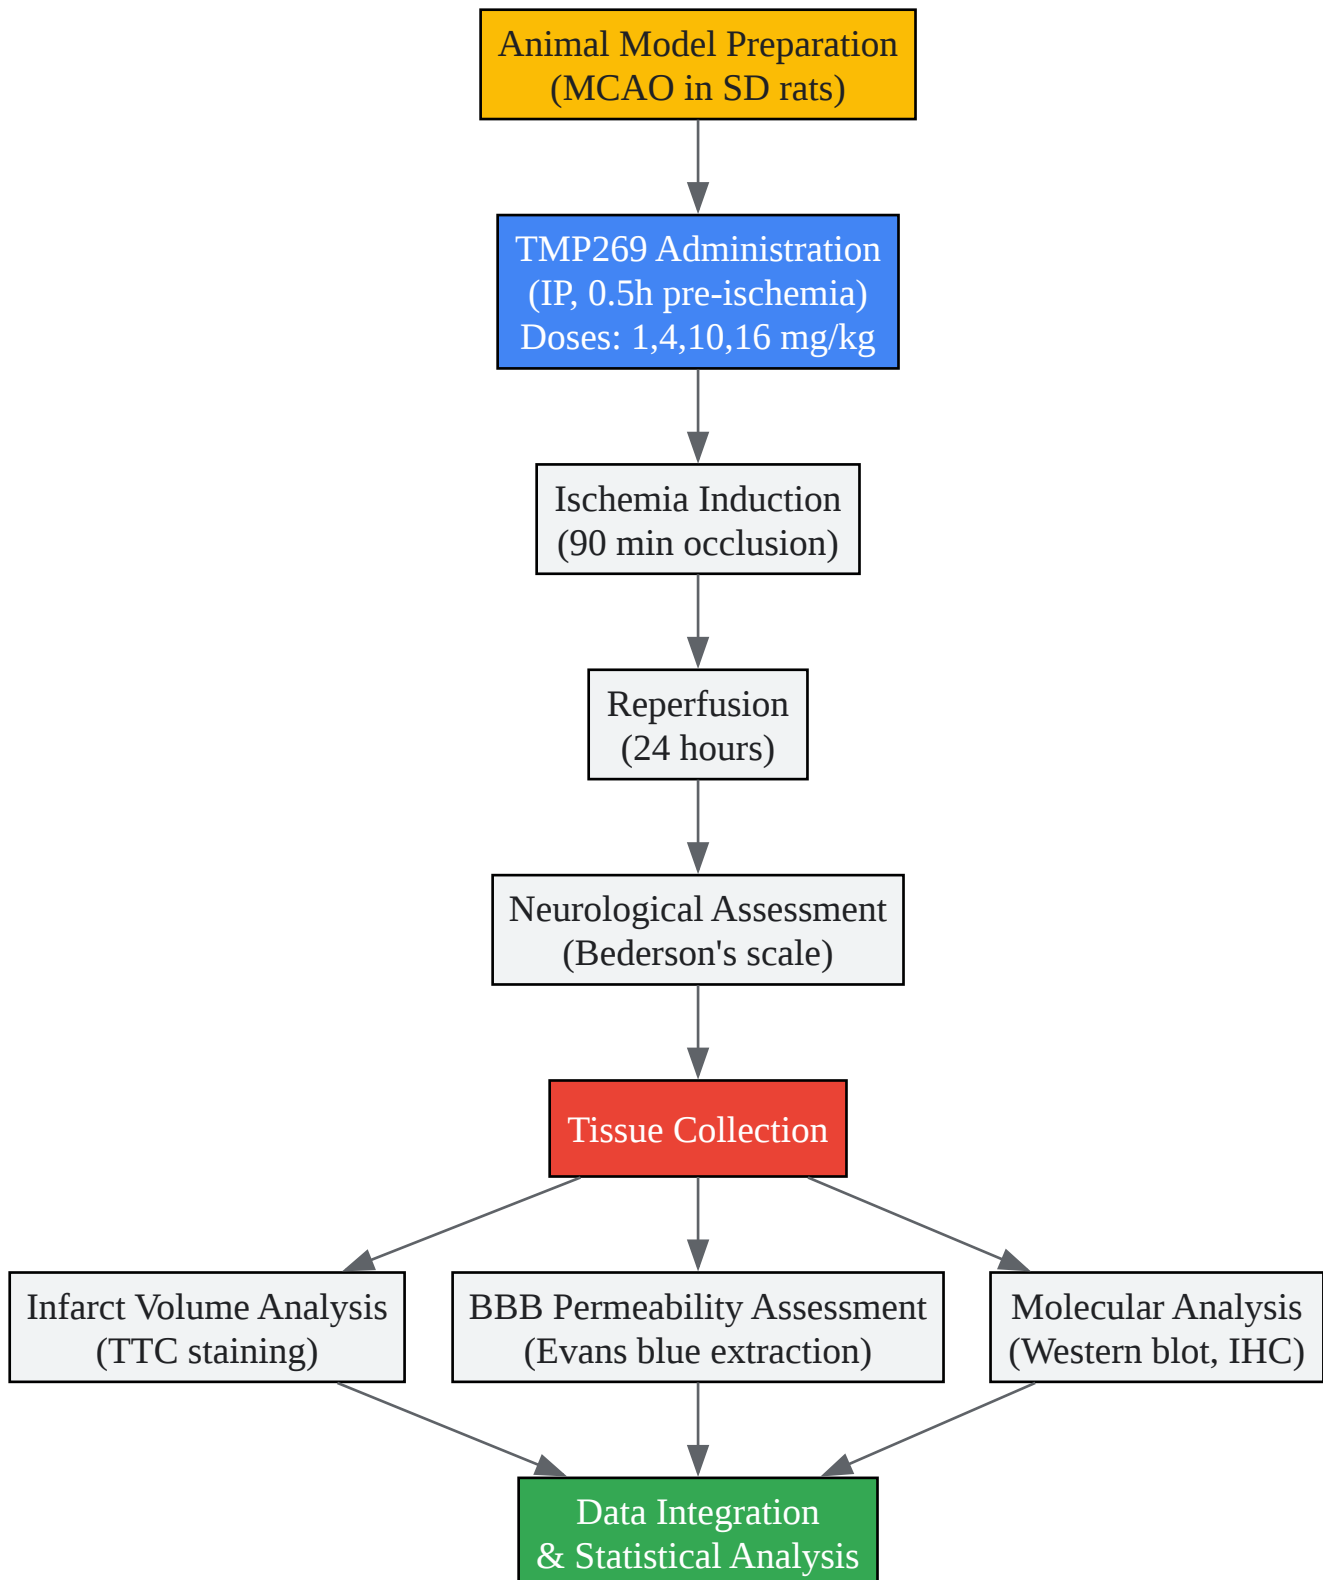 Animal Model Preparation
(MCAO in SD rats)
TMP269 Administration
(IP, 0.5h pre-ischemia)
Doses: 1,4,10,16 mg/kg
Ischemia Induction
(90 min occlusion)
Reperfusion
(24 hours)
Neurological Assessment
(Bederson's scale)
Tissue Collection
Infarct Volume Analysis
(TTC staining)
BBB Permeability Assessment
(Evans blue extraction)
Molecular Analysis
(Western blot, IHC)
Data Integration
& Statistical Analysis